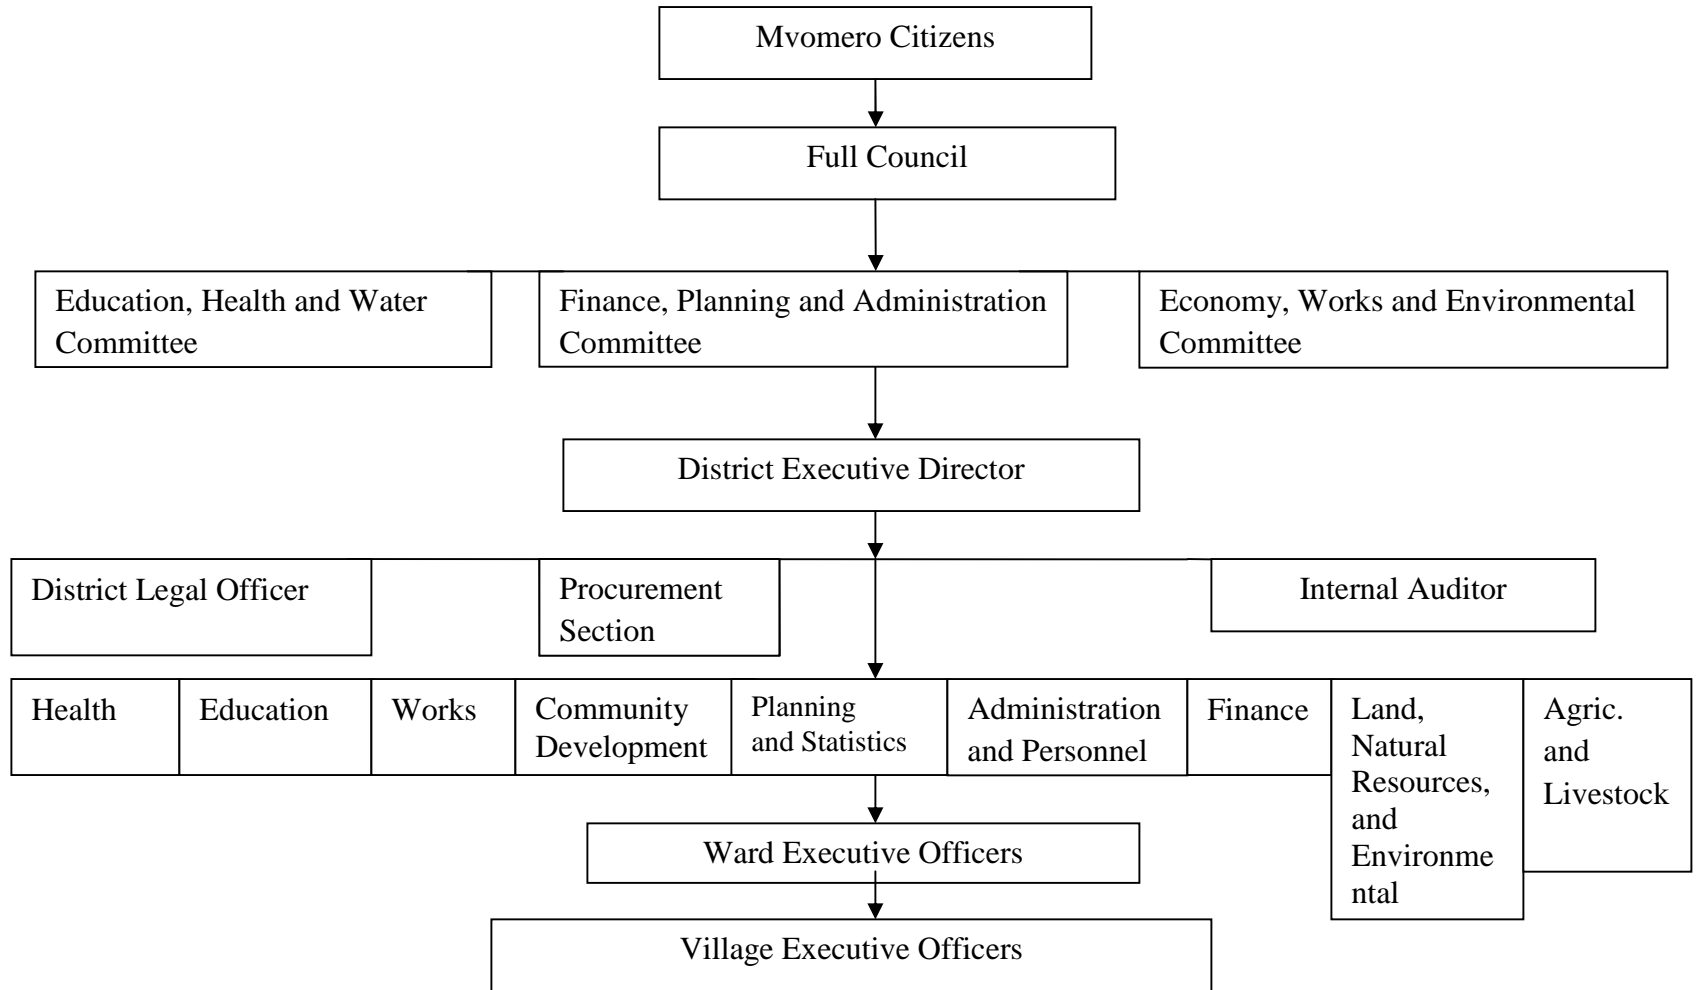 Mvomero Citizens
Full Council
Education, Health and Water
Committee
Finance, Planning and Administration
Committee
Economy, Works and Environmental
Committee
District Executive Director
District Legal Officer
Procurement
Section
Internal Auditor
Health
Education
Works
Community
Development
Planning
and Statistics
Administration
and Personnel
Finance
Land,
Natural
Resources,
and
Environme
ntal
Agric.
and
Livestock
Ward Executive Officers
Village Executive Officers